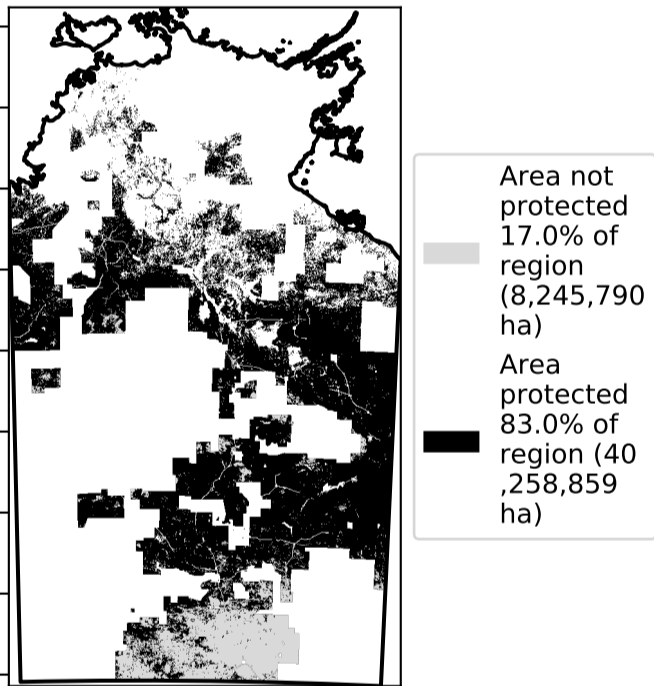 Area not
protected
17.0% of
region
(8,245,790
ha)
Area
protected
83.0% of
region (40
,258,859
ha)